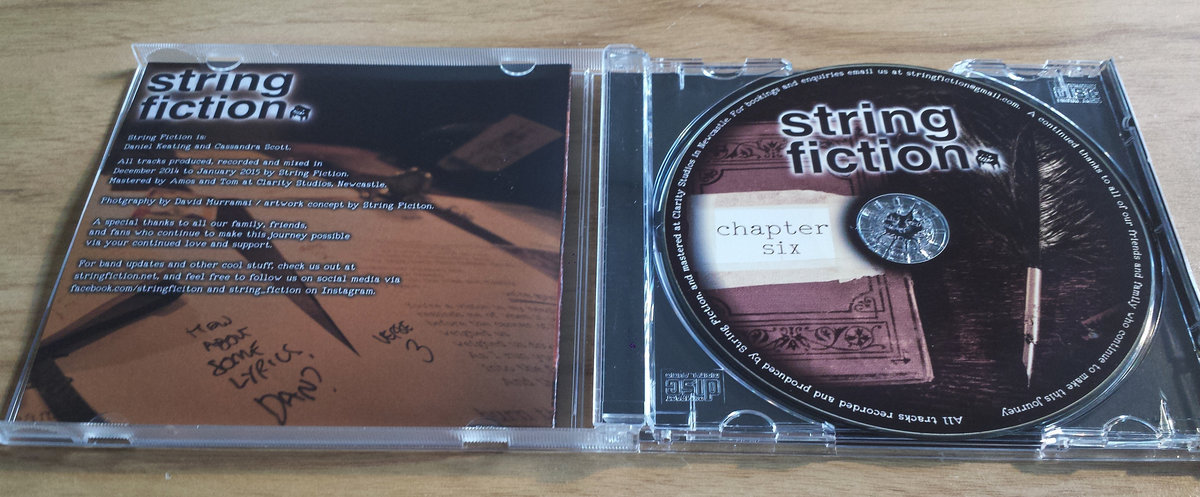 string
fiction
String Fiction is:
Daniel Keating and Cassandra Scott.
All tracks produced, recorded and mixed in
December 2014 to January 2015 by String Fiction.
Mastered by Amos and Tom at Clarity Studios, Newcastle.
Photgraphy by David Murramai / artwork concept by String Ficiton.
A special thanks to all our family, friends,
and fans who continue to make this journey possible
via your continued love and support.
For band updates and other cool stuff, check us out at
stringfiction.net, and feel free to follow us on social media via
facebook.com/stringficiton and string_fiction on Instagram.
HOW
ABOUT
SOME
LYRICS,
DAN?
VERSE
3
string
fiction
chapter
six
All tracks recorded and produced by String Fiction, and mastered at Clarity Studios in Newcastle. For bookings and enquiries email us at stringfiction@gmail.com.
A continued thanks to all of our friends and family who continue to make this journey
COMPACT
disc
DIGITAL AUDIO